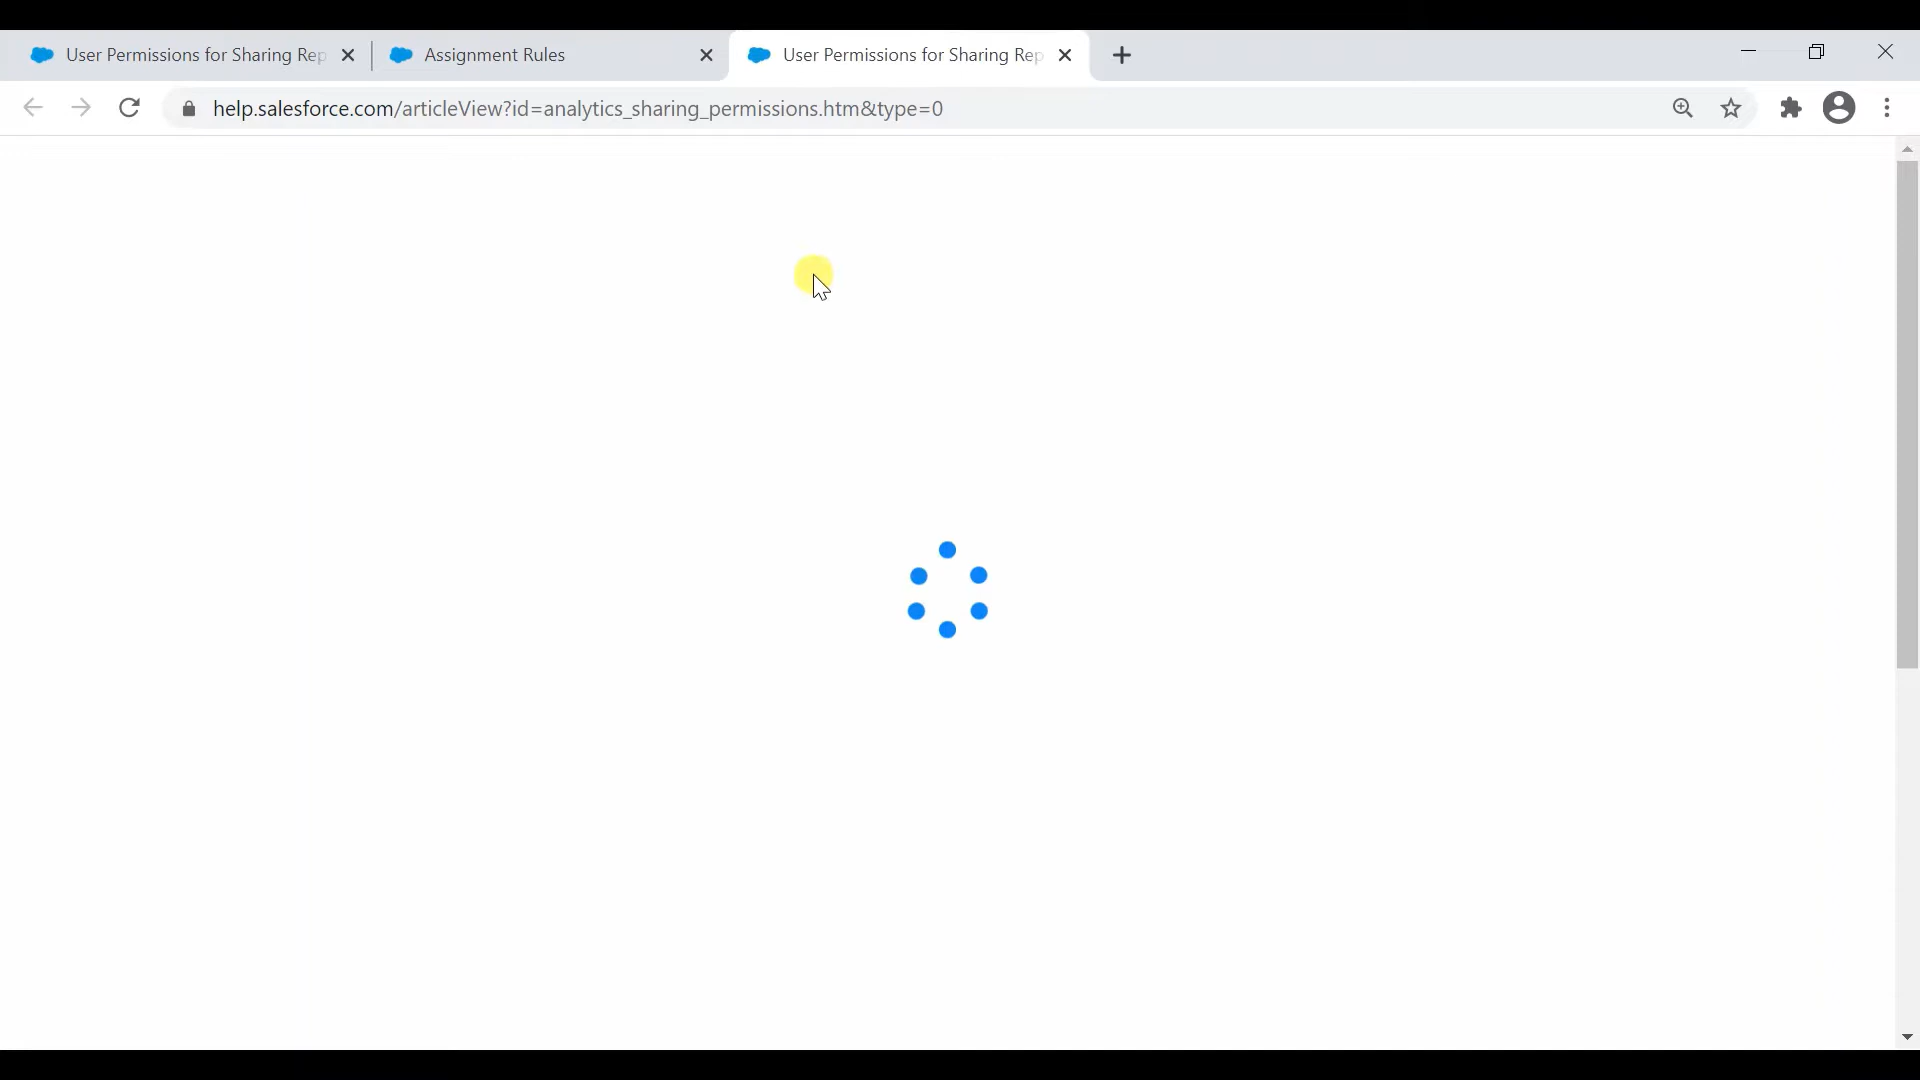 User Permissions for Sharing Rep
Assignment Rules
User Permissions for Sharing Rep
help.salesforce.com/articleView?id=analytics_sharing_permissions.htm&type=0